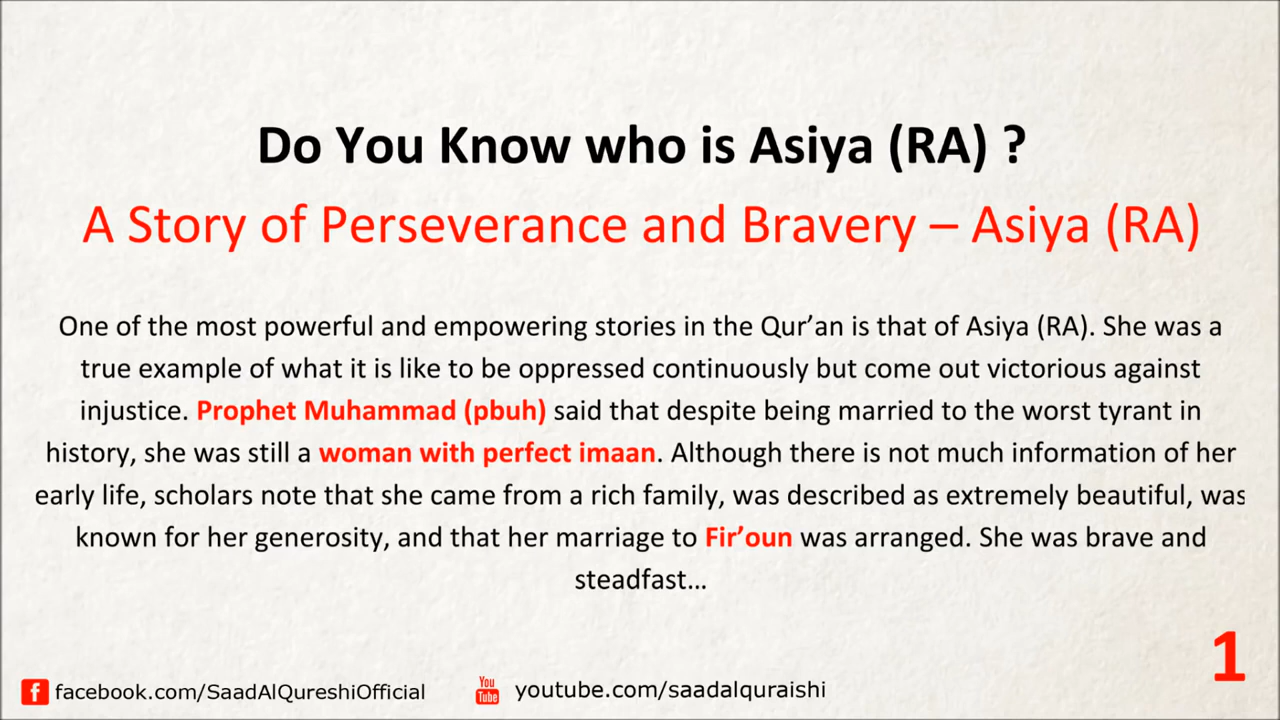 Do You Know who is Asiya (RA) ?
A Story of Perseverance and Bravery – Asiya (RA)
One of the most powerful and empowering stories in the Qur’an is that of Asiya (RA). She was a
true example of what it is like to be oppressed continuously but come out victorious against
injustice. Prophet Muhammad (pbuh) said that despite being married to the worst tyrant in
history, she was still a woman with perfect imaan. Although there is not much information of her
early life, scholars note that she came from a rich family, was described as extremely beautiful, was
known for her generosity, and that her marriage to Fir’oun was arranged. She was brave and
steadfast…
1
facebook.com/SaadAlQureshiOfficial
You Tube youtube.com/saadalquraishi